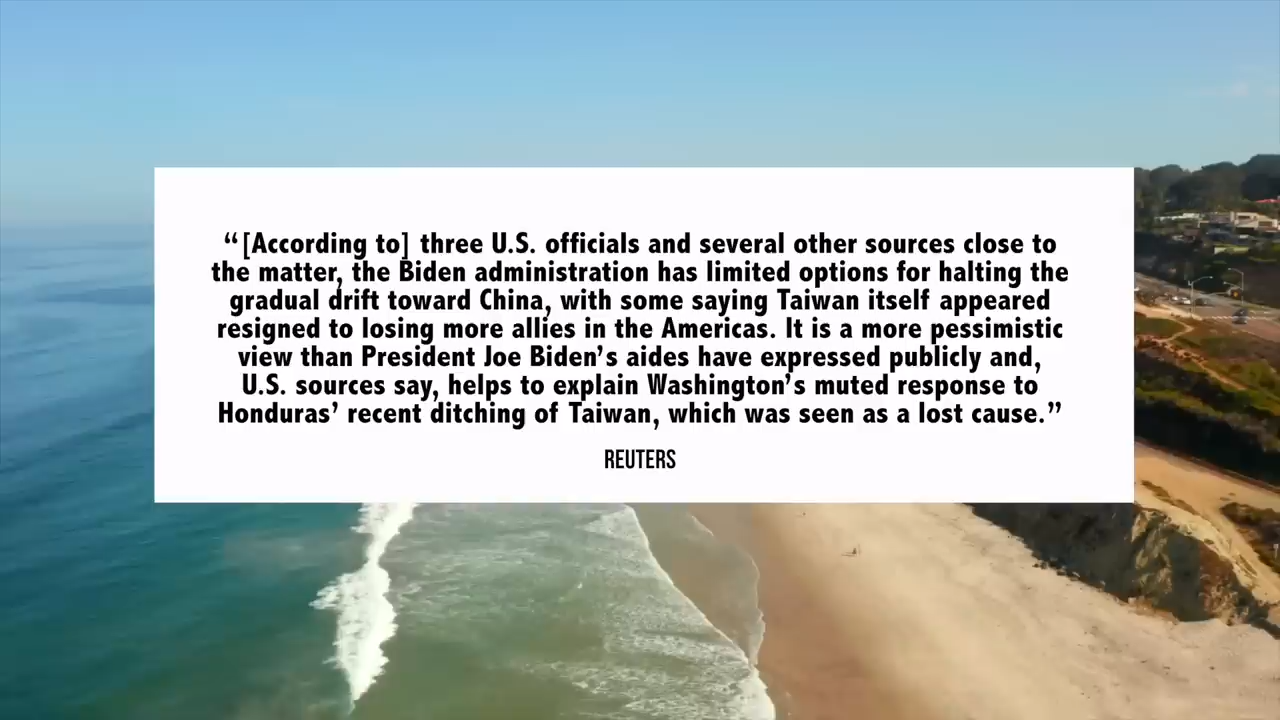 “[According to] three U.S. officials and several other sources close to
the matter, the Biden administration has limited options for halting the
gradual drift toward China, with some saying Taiwan itself appeared
resigned to losing more allies in the Americas. It is a more pessimistic
view than President Joe Biden’s aides have expressed publicly and,
U.S. sources say, helps to explain Washington’s muted response to
Honduras’ recent ditching of Taiwan, which was seen as a lost cause.”
REUTERS